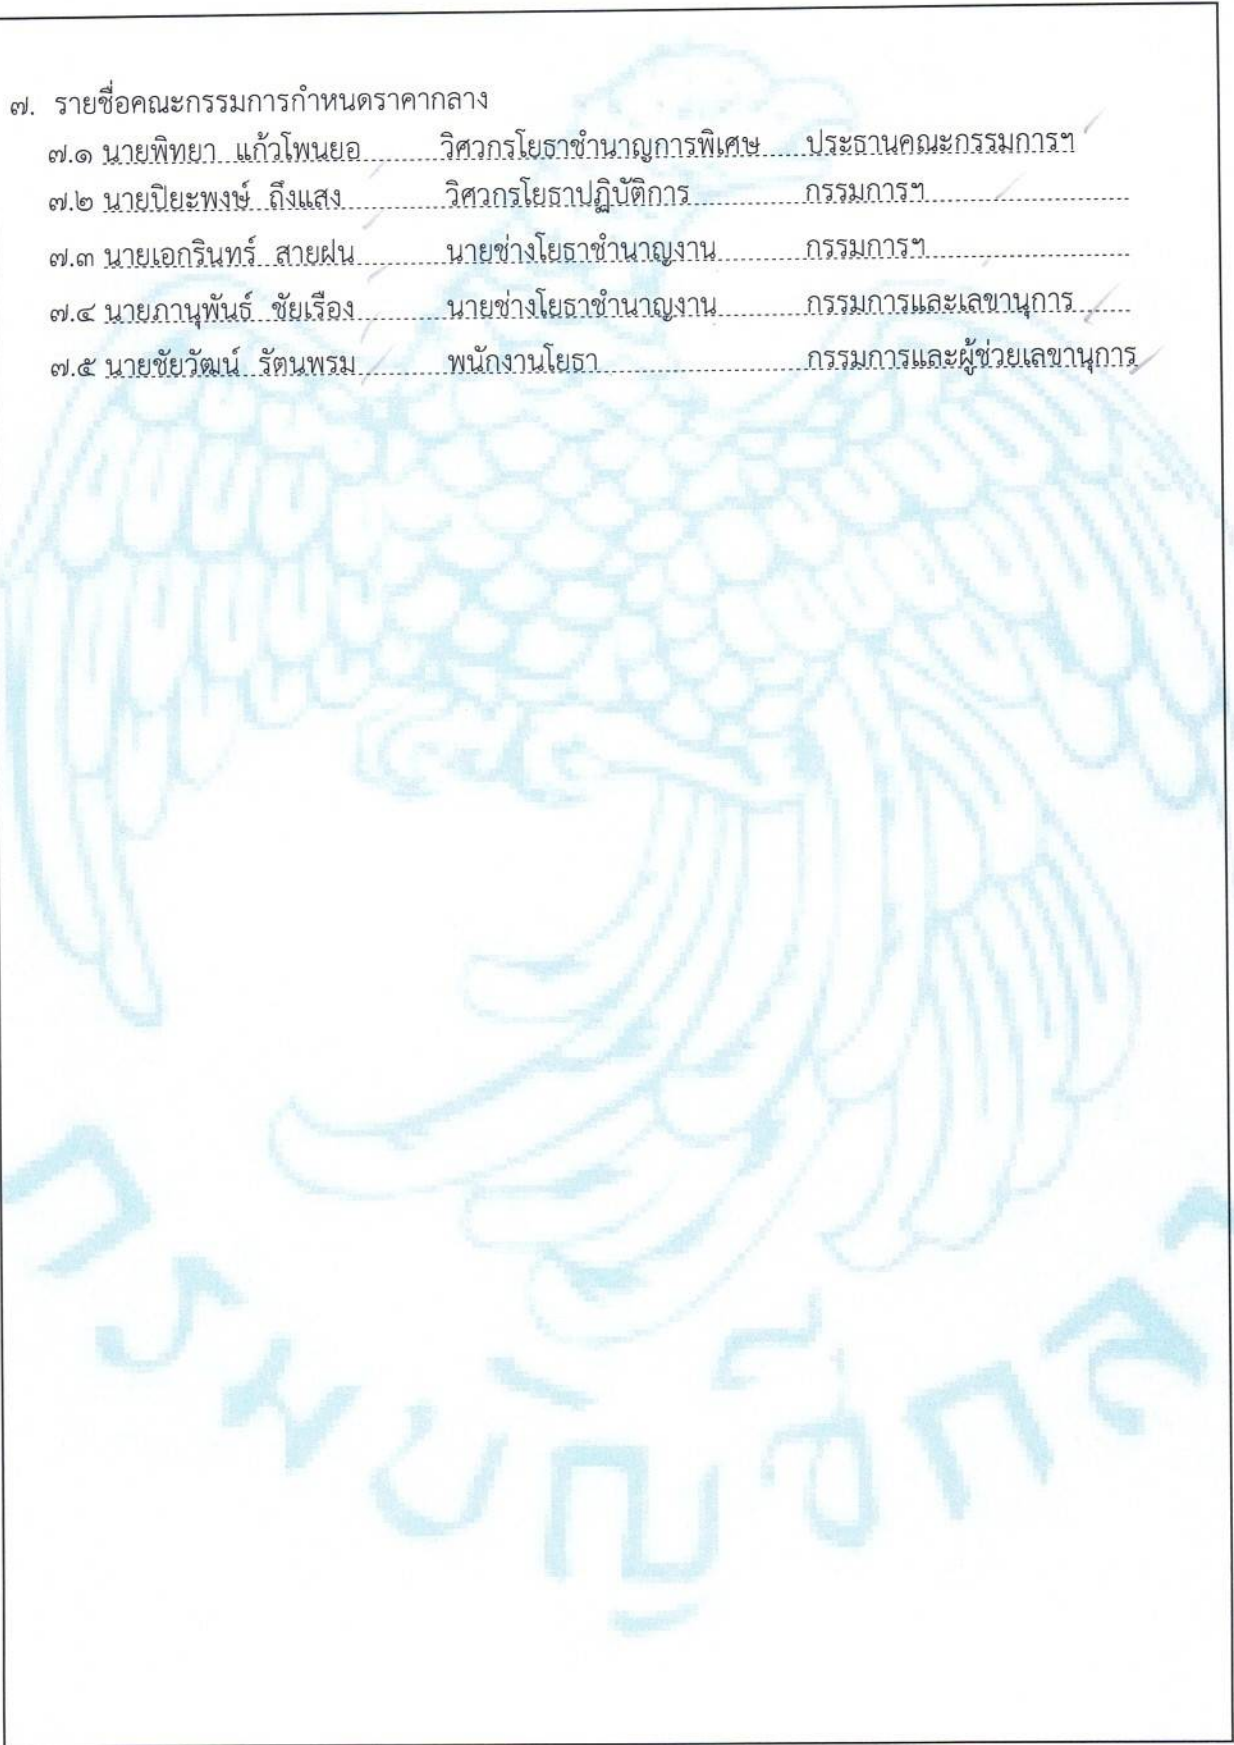 ๗. รายชื่อคณะกรรมการกำหนดราคากลาง
๗.๑ นายพิทยา แก้วโพนยอ วิศวกรโยธาชำนาญการพิเศษ ประธานคณะกรรมการฯ
๗.๒ นายปิยะพงษ์ ถึงแสง วิศวกรโยธาปฏิบัติการ กรรมการฯ
๗.๓ นายเอกรินทร์ สายฝน นายช่างโยธาชำนาญงาน กรรมการฯ
๗.๔ นายภานุพันธ์ ชัยเรือง นายช่างโยธาชำนาญงาน กรรมการและเลขานุการ
๗.๕ นายชัยวัฒน์ รัตนพรม พนักงานโยธา กรรมการและผู้ช่วยเลขานุการ
กรมบัญชีกลาง